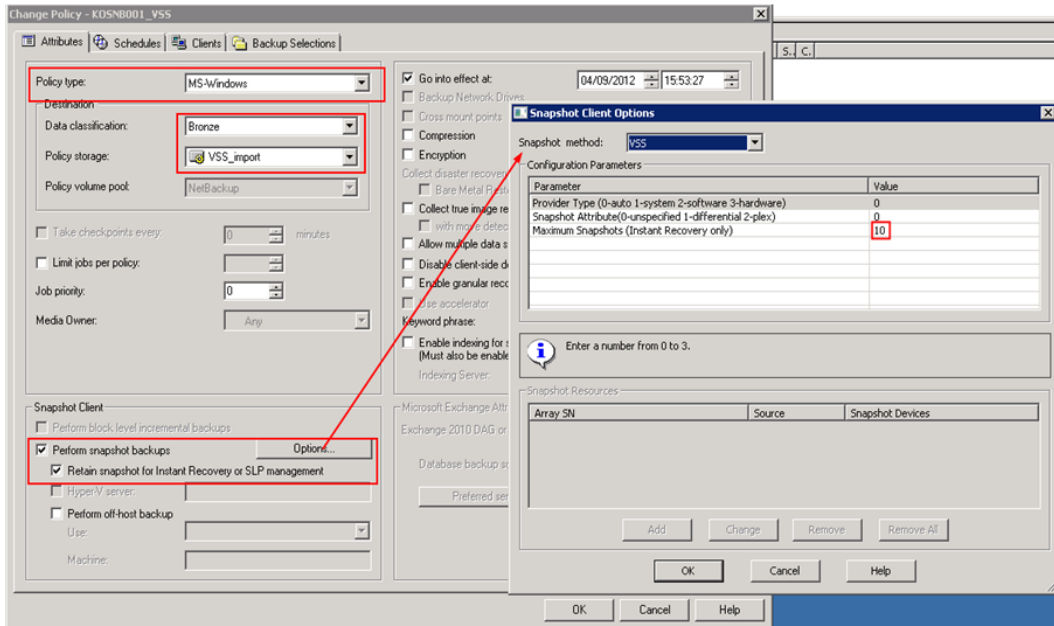 Change Policy - KOSNB001_VSS
Attributes
Schedules
Clients
Backup Selections
Policy type:
MS-Windows
Destination
Data classification:
Bronze
Policy storage:
VSS_import
Policy volume pool:
NetBackup
Take checkpoints every:
0
minutes
Limit jobs per policy:
Job priority:
0
Media Owner:
Any
Snapshot Client
Perform block level incremental backups
Perform snapshot backups
Options...
Retain snapshot for Instant Recovery or SLP management
Hyper-V server:
Perform off-host backup
Use:
Machine:
Go into effect at:
04/09/2012
15:53:27
Backup Network Drives
Cross mount points
Compression
Encryption
Collect disaster recover
Bare Metal Rest
Collect true image re
with move detec
Allow multiple data s
Disable client-side de
Enable granular reco
Use accelerator
Keyword phrase:
Enable indexing for s
(Must also be enable
Indexing Server:
Microsoft Exchange Attr
Exchange 2010 DAG or
Database backup so
Preferred ser
OK
Cancel
Help
S..
C.
Snapshot Client Options
Snapshot method:
VSS
Configuration Parameters
Parameter
Value
Provider Type (0-auto 1-system 2-software 3-hardware)
0
Snapshot Attribute(0-unspecified 1-differential 2-plex)
0
Maximum Snapshots (Instant Recovery only)
10
Enter a number from 0 to 3.
Snapshot Resources
Array SN
Source
Snapshot Devices
Add
Change
Remove
Remove All
OK
Cancel
Help